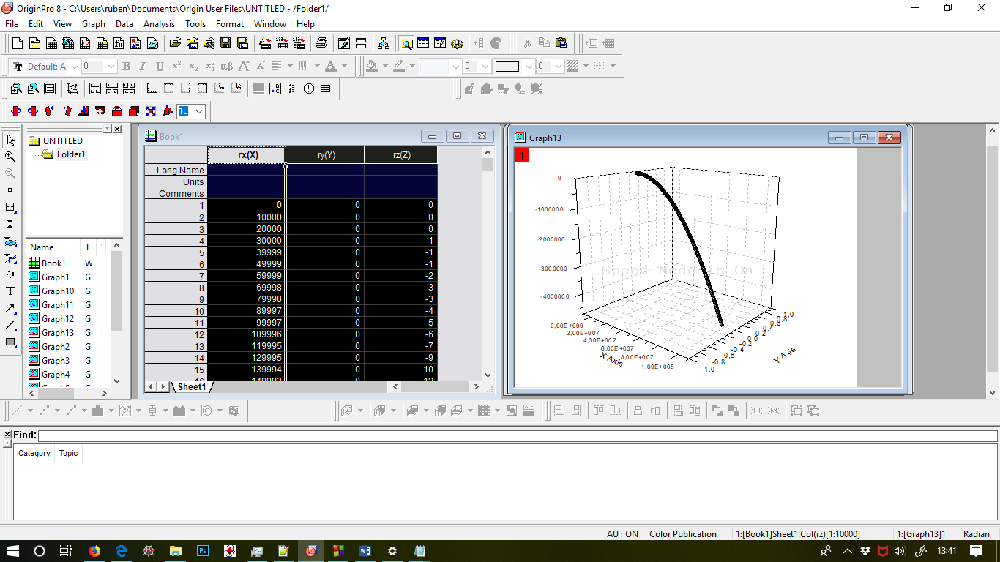 OriginPro 8 - C:\Users\ruben\Documents\Origin User Files\UNTITLED - /Folder1/
File Edit View Graph Data Analysis Tools Format Window Help
Default: A 0 B I U x² x₂ αβ A A A 0 0
10
UNTITLED
Folder1
Name T
Book1 W
Graph1 G.
Graph10 G.
Graph11 G.
Graph12 G.
Graph13 G.
Graph2 G.
Graph3 G.
Graph4 G.
Book1
rx(X) ry(Y) rz(Z)
Long Name
Units
Comments
1 0 0 0
2 10000 0 0
3 20000 0 0
4 30000 0 -1
5 39999 0 -1
6 49999 0 -1
7 59999 0 -2
8 69998 0 -3
9 79998 0 -3
10 89997 0 -4
11 99997 0 -5
12 109996 0 -6
13 119995 0 -7
14 129995 0 -9
15 139994 0 -10
Sheet1
Graph13
1
0
-1000000
-2000000
-3000000
-4000000
Speed Mode is On
0,00E+000
2,00E+007
4,00E+007
6,00E+007
8,00E+007
1,00E+008
X Axis
-1,0
-0,8
-0,6
-0,4
-0,2
0,0
0,2
0,4
0,6
0,8
1,0
Y Axis
Find:
Category Topic
AU : ON Color Publication 1:[Book1]Sheet1!Col(rz)[1:10000] 1:[Graph13]1 Radian
13:41